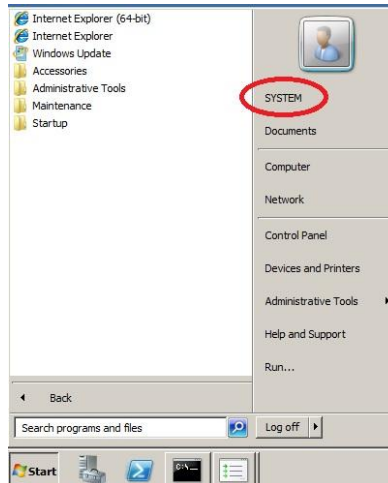 Internet Explorer (64-bit)
Internet Explorer
Windows Update
Accessories
Administrative Tools
Maintenance
Startup
Back
Search programs and files
SYSTEM
Documents
Computer
Network
Control Panel
Devices and Printers
Administrative Tools
Help and Support
Run...
Log off
Start